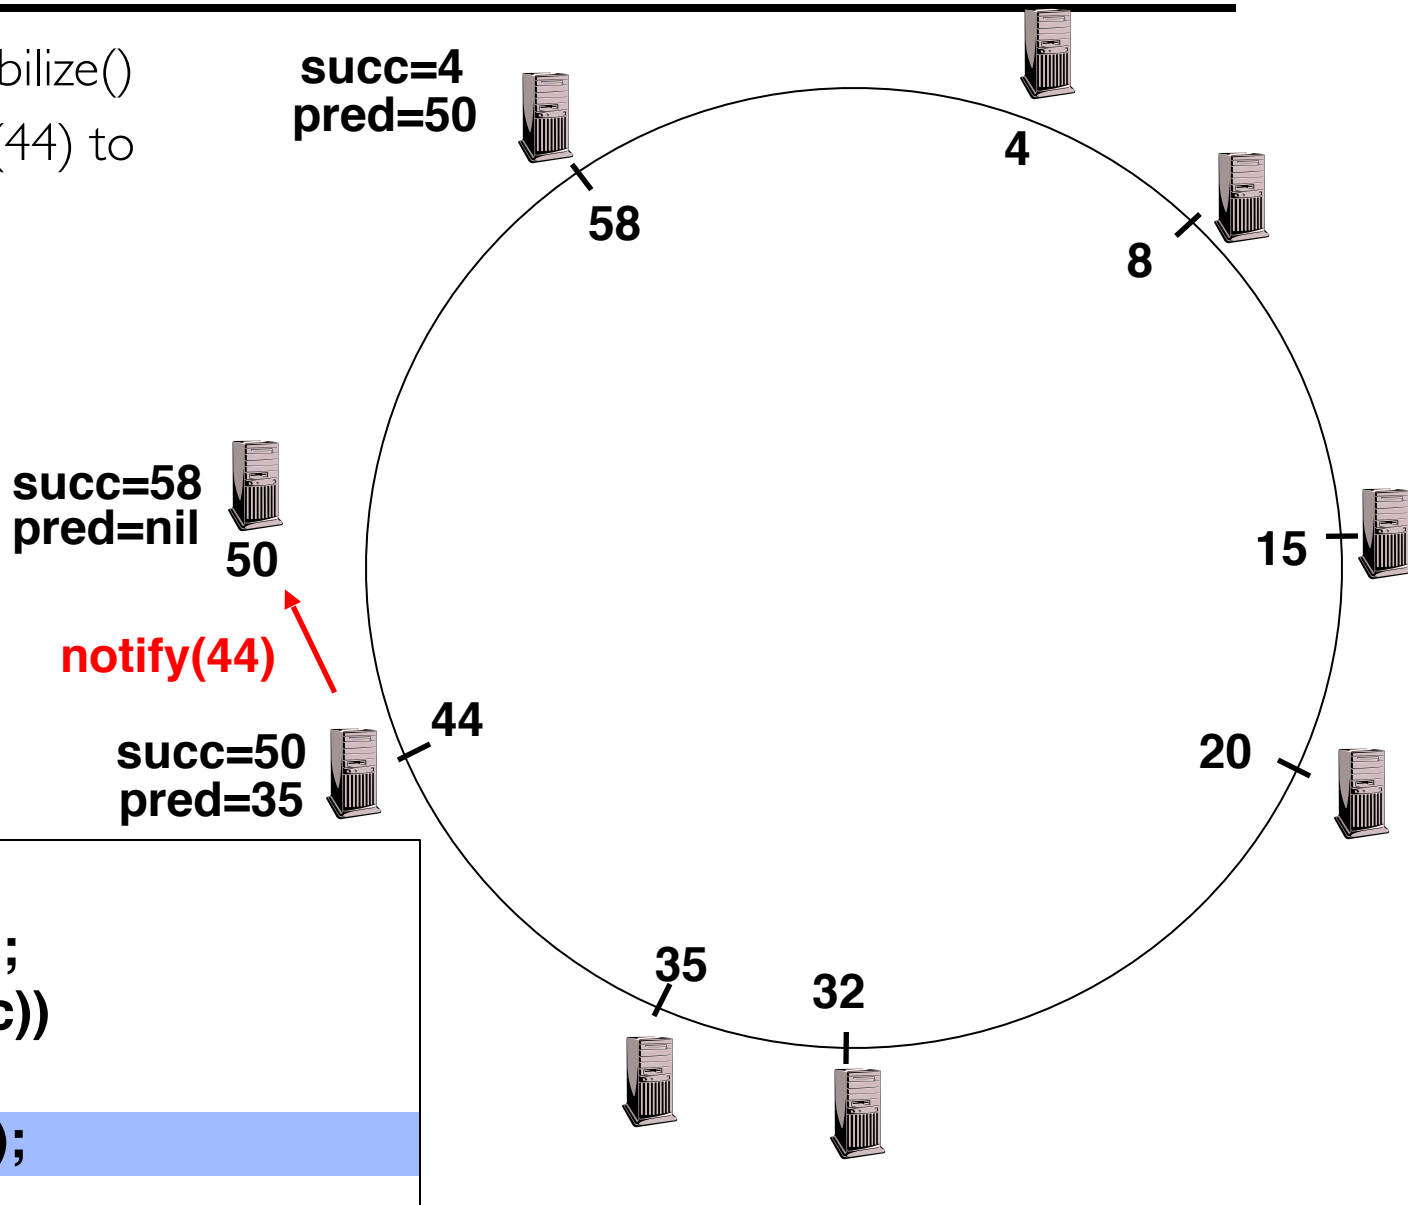 bilize()
(44) to
succ=4
pred=50
58
4
8
succ=58
pred=nil
50
15
notify(44)
44
succ=50
pred=35
20
35
32
;
c))
);